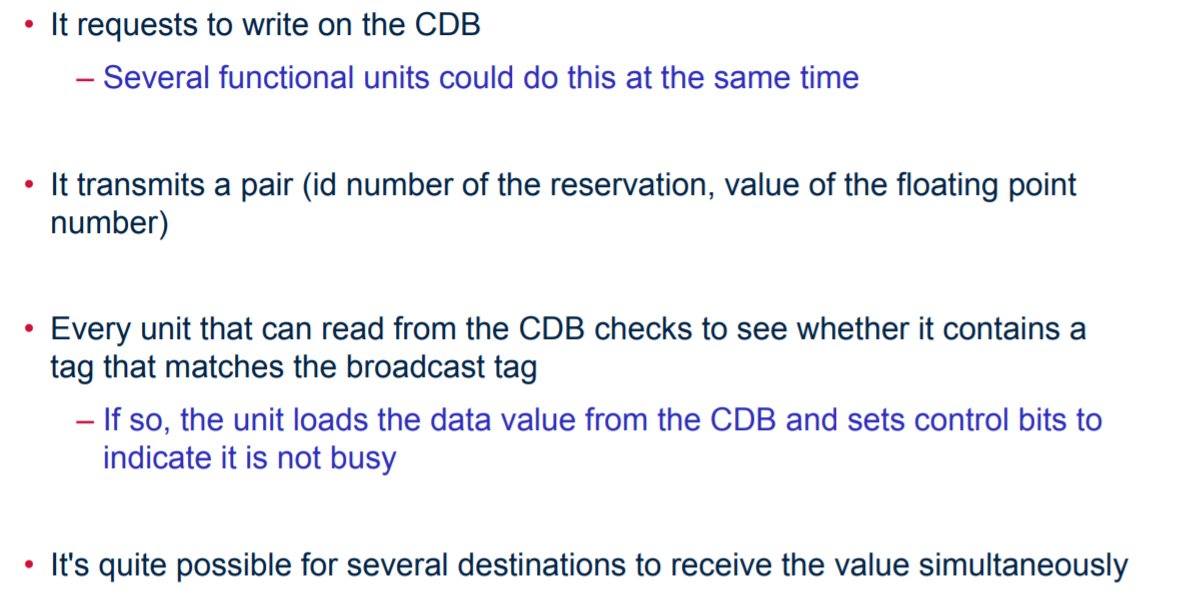 • It requests to write on the CDB
– Several functional units could do this at the same time
• It transmits a pair (id number of the reservation, value of the floating point
number)
• Every unit that can read from the CDB checks to see whether it contains a
tag that matches the broadcast tag
– If so, the unit loads the data value from the CDB and sets control bits to
indicate it is not busy
• It's quite possible for several destinations to receive the value simultaneously